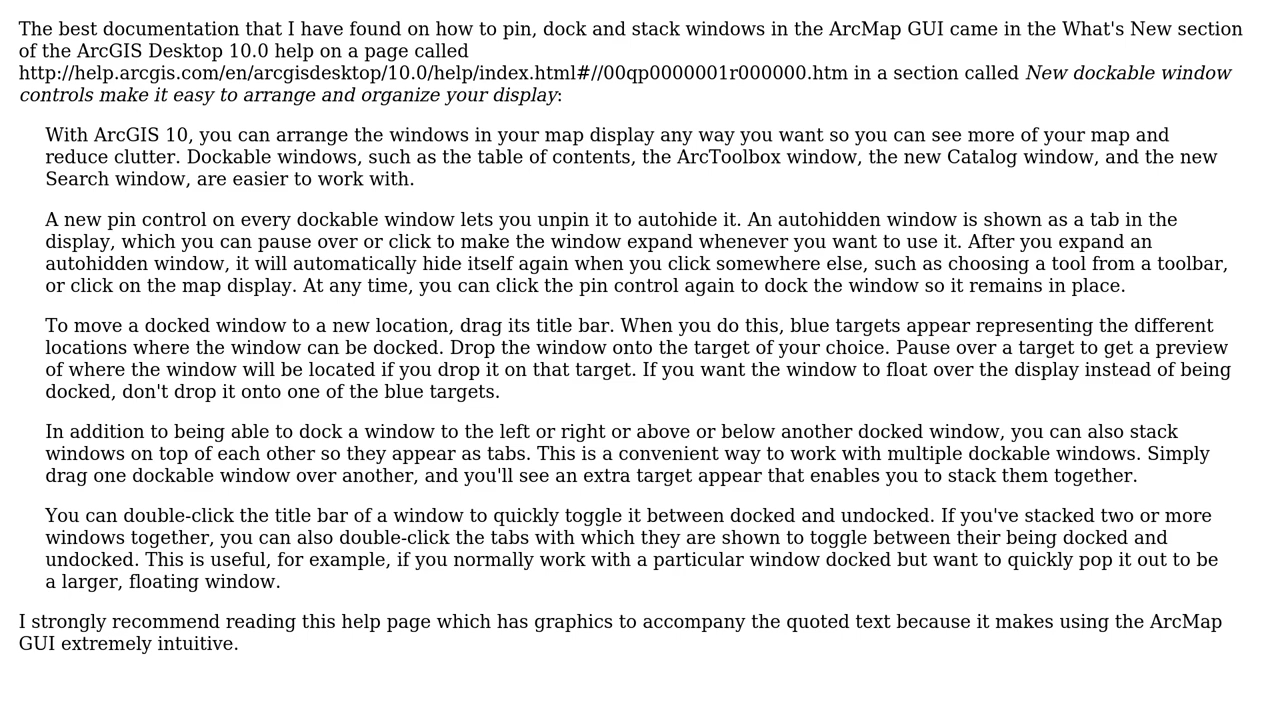 The best documentation that I have found on how to pin, dock and stack windows in the ArcMap GUI came in the What's New section
of the ArcGIS Desktop 10.0 help on a page called
http://help.arcgis.com/en/arcgisdesktop/10.0/help/index.html#//00qp0000001r000000.htm in a section called New dockable window
controls make it easy to arrange and organize your display:
With ArcGIS 10, you can arrange the windows in your map display any way you want so you can see more of your map and
reduce clutter. Dockable windows, such as the table of contents, the ArcToolbox window, the new Catalog window, and the new
Search window, are easier to work with.
A new pin control on every dockable window lets you unpin it to autohide it. An autohidden window is shown as a tab in the
display, which you can pause over or click to make the window expand whenever you want to use it. After you expand an
autohidden window, it will automatically hide itself again when you click somewhere else, such as choosing a tool from a toolbar,
or click on the map display. At any time, you can click the pin control again to dock the window so it remains in place.
To move a docked window to a new location, drag its title bar. When you do this, blue targets appear representing the different
locations where the window can be docked. Drop the window onto the target of your choice. Pause over a target to get a preview
of where the window will be located if you drop it on that target. If you want the window to float over the display instead of being
docked, don't drop it onto one of the blue targets.
In addition to being able to dock a window to the left or right or above or below another docked window, you can also stack
windows on top of each other so they appear as tabs. This is a convenient way to work with multiple dockable windows. Simply
drag one dockable window over another, and you'll see an extra target appear that enables you to stack them together.
You can double-click the title bar of a window to quickly toggle it between docked and undocked. If you've stacked two or more
windows together, you can also double-click the tabs with which they are shown to toggle between their being docked and
undocked. This is useful, for example, if you normally work with a particular window docked but want to quickly pop it out to be
a larger, floating window.
I strongly recommend reading this help page which has graphics to accompany the quoted text because it makes using the ArcMap
GUI extremely intuitive.